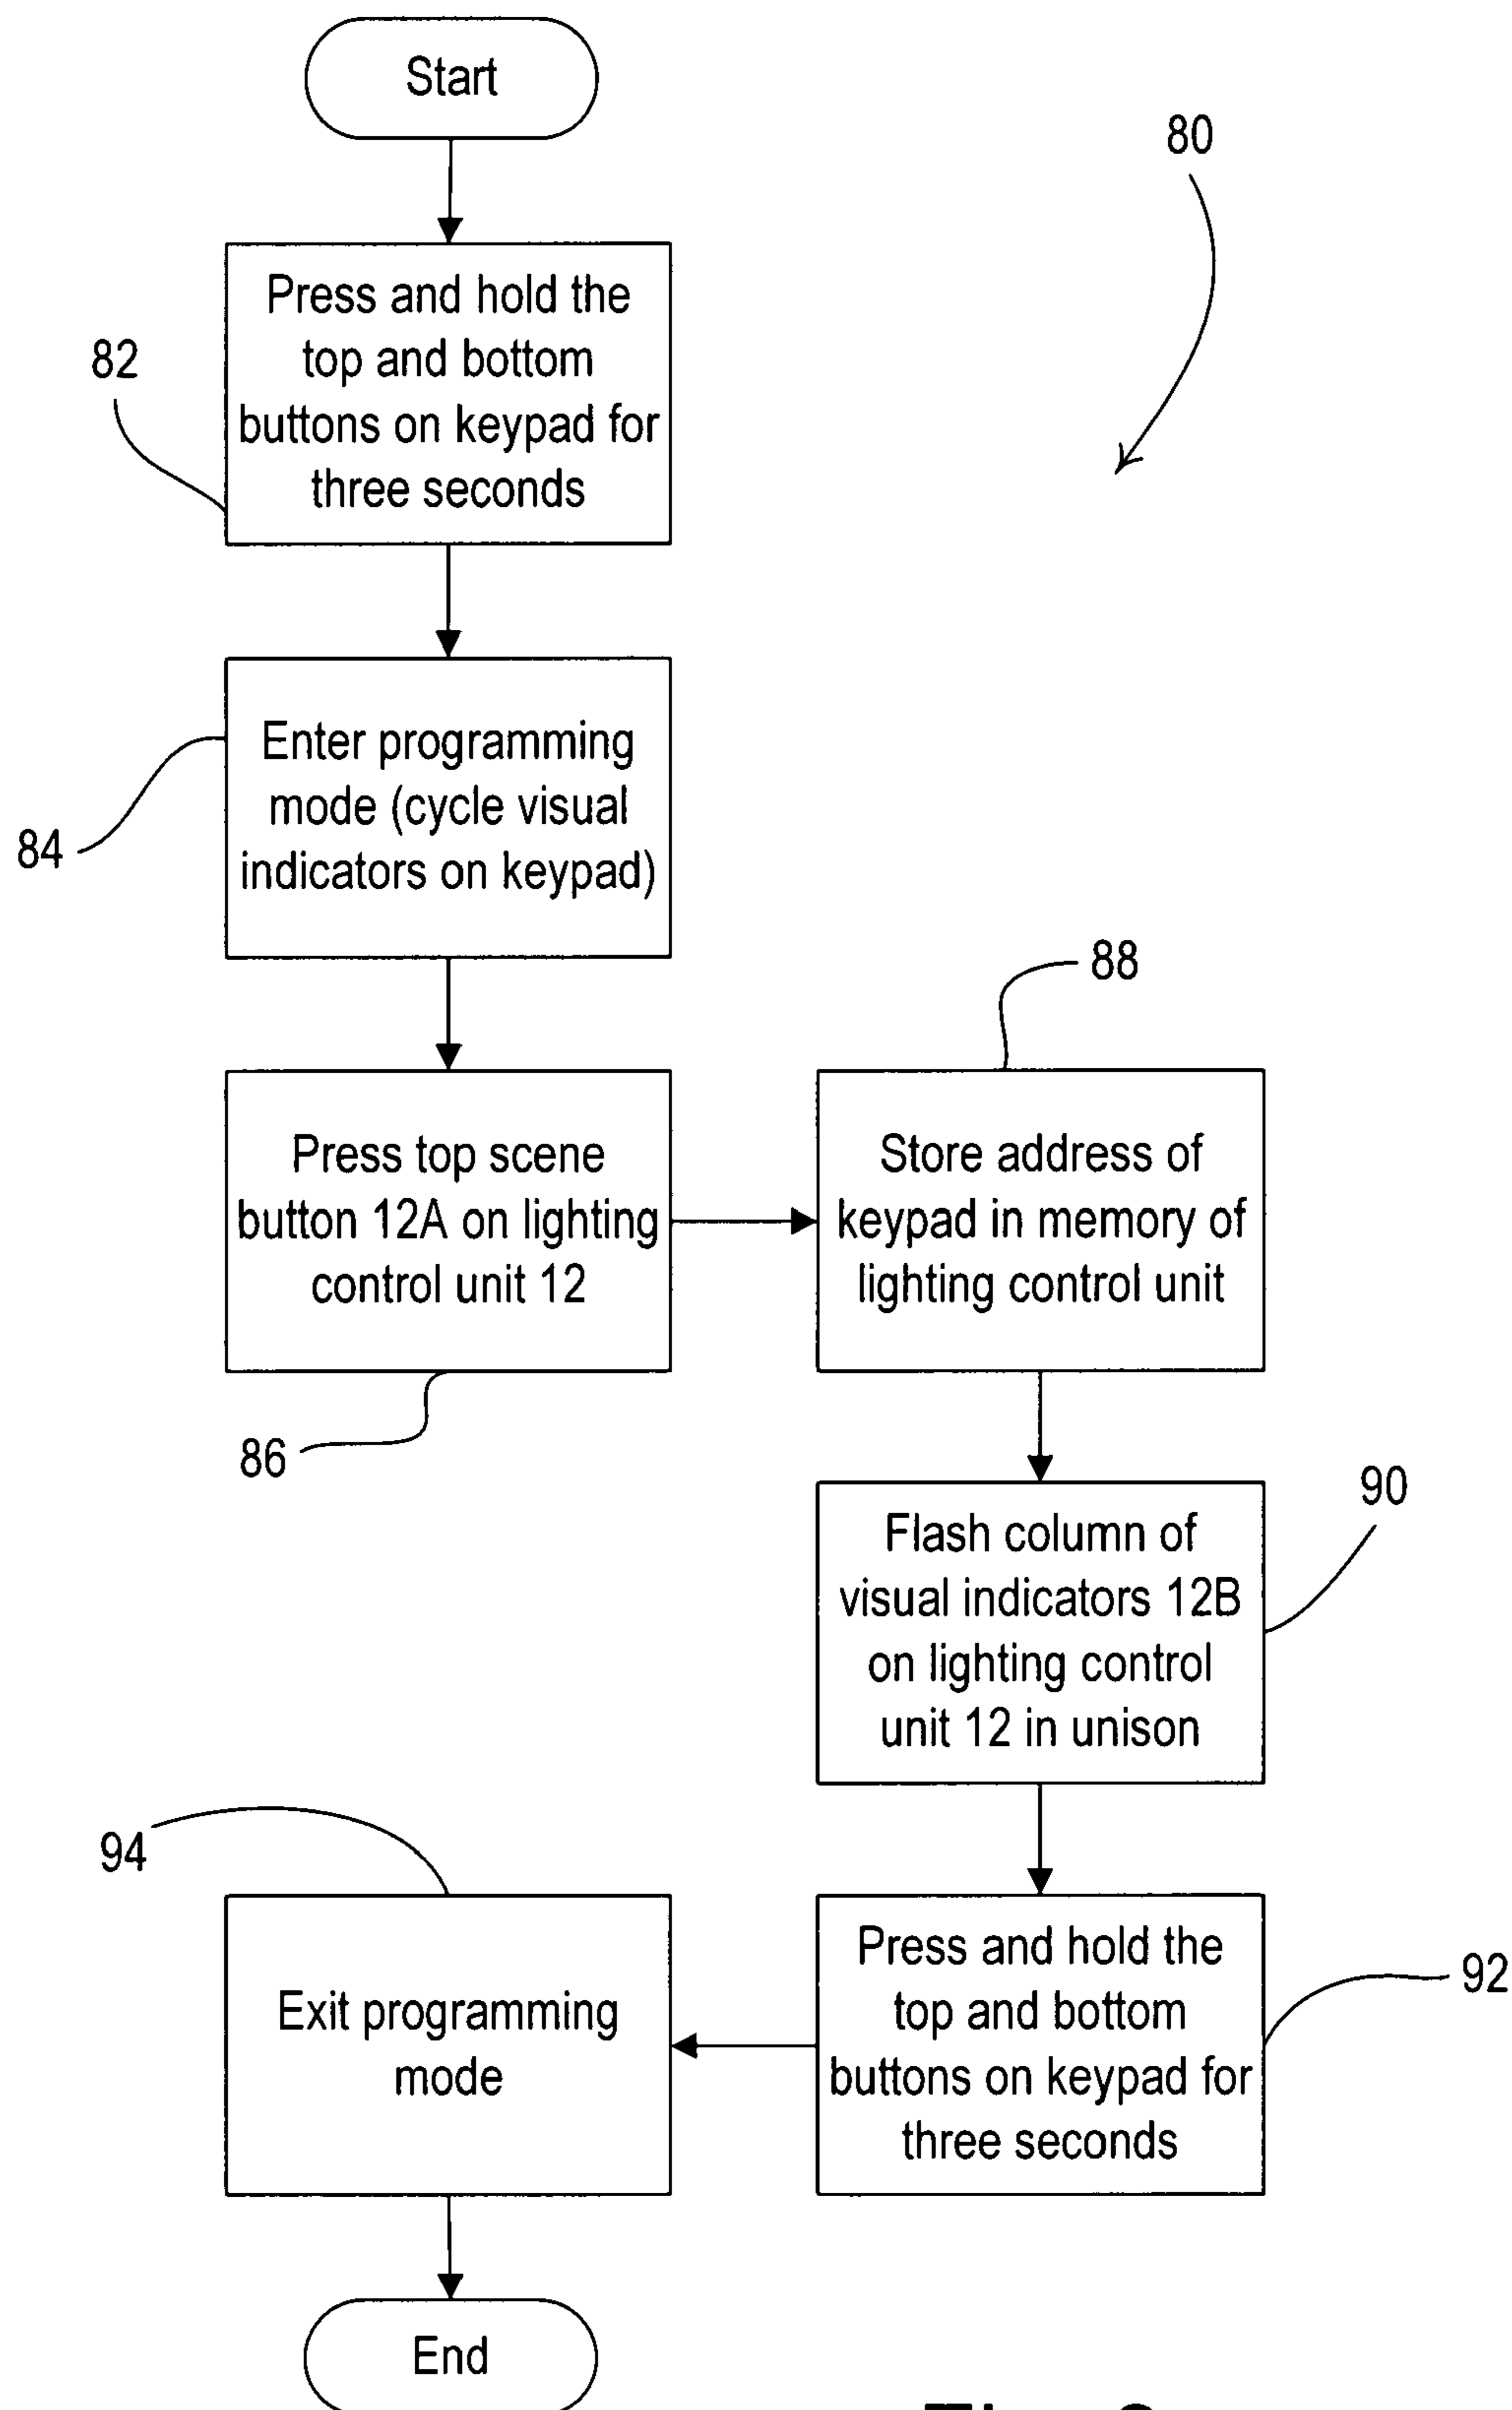 Start
80
Press and hold the
top and bottom
buttons on keypad for
three seconds
82
Enter programming
mode (cycle visual
indicators on keypad)
84
Press top scene
button 12A on lighting
control unit 12
86
88
Store address of
keypad in memory of
lighting control unit
90
Flash column of
visual indicators 12B
on lighting control
unit 12 in unison
92
Press and hold the
top and bottom
buttons on keypad for
three seconds
94
Exit programming
mode
End